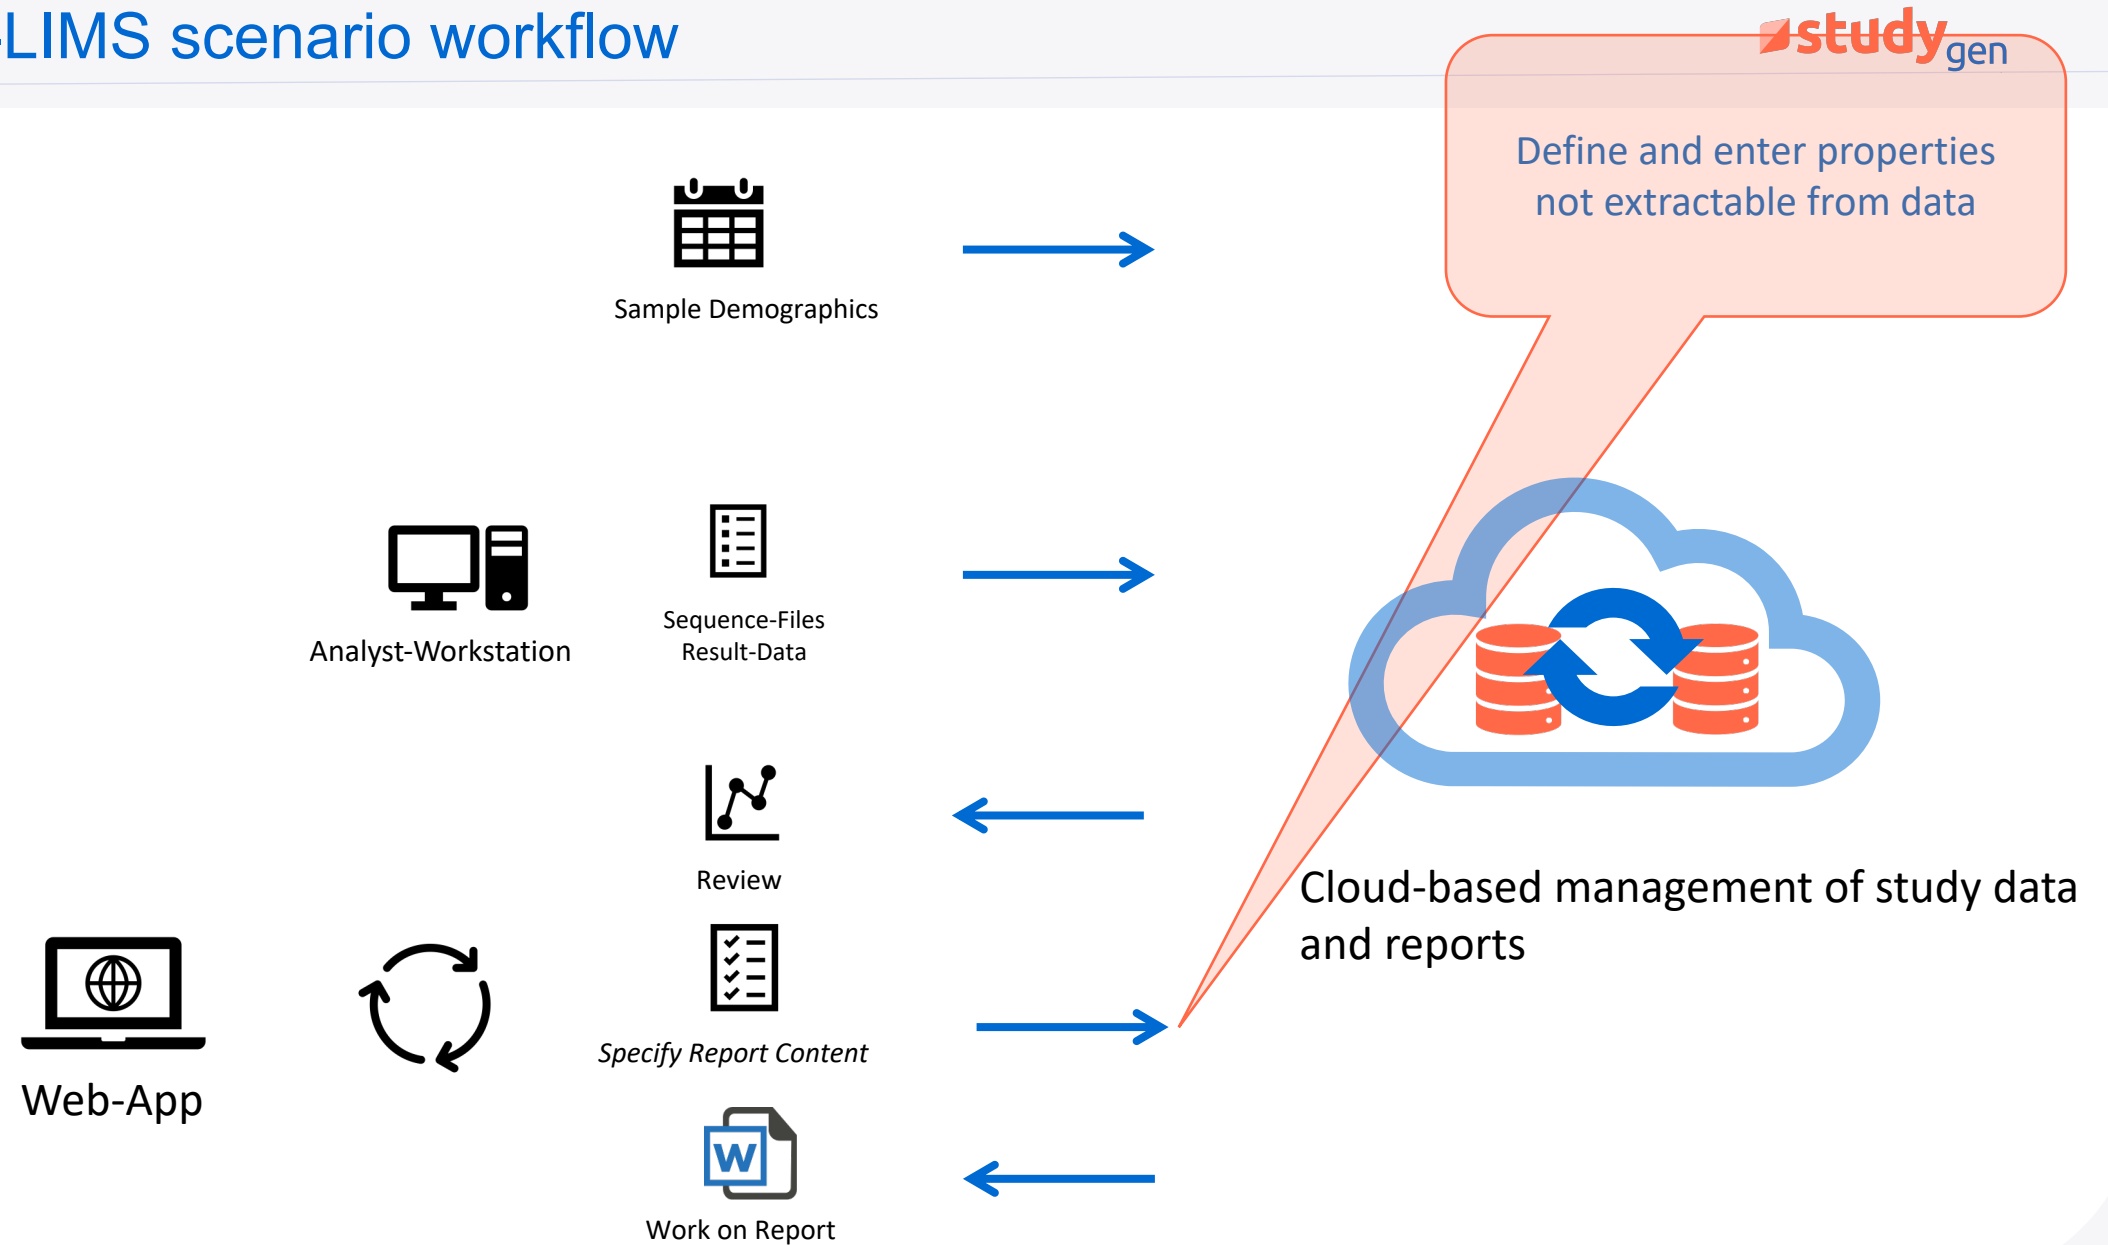 -LIMS scenario workflow
study gen
Define and enter properties
not extractable from data
Sample Demographics
Analyst-Workstation
Sequence-Files
Result-Data
Review
Cloud-based management of study data
and reports
Specify Report Content
Web-App
W
Work on Report